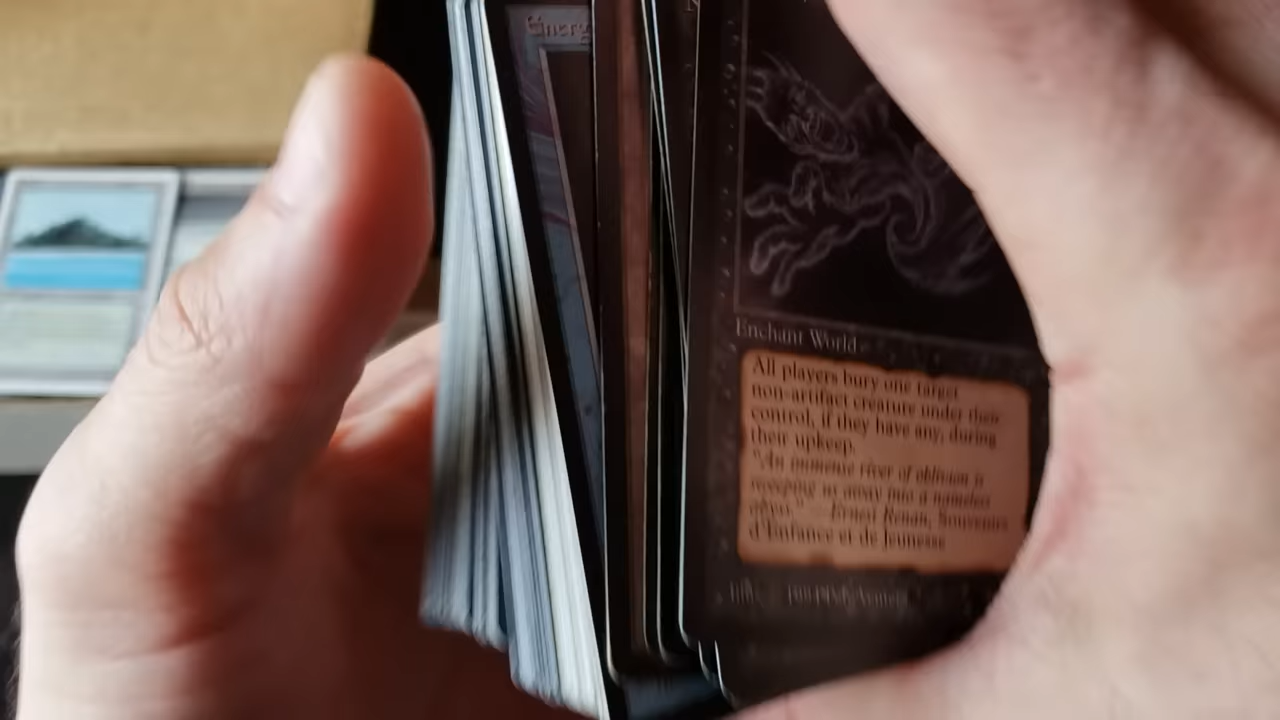 Energ
Enchant World
All players bury one target
non-artifact creature under their
control, if they have any, during
their upkeep.
"An immense river of oblivion is
sweeping us away into a nameless
abyss." —Ernest Renan, Souvenirs
d'Enfance et de Jeunesse